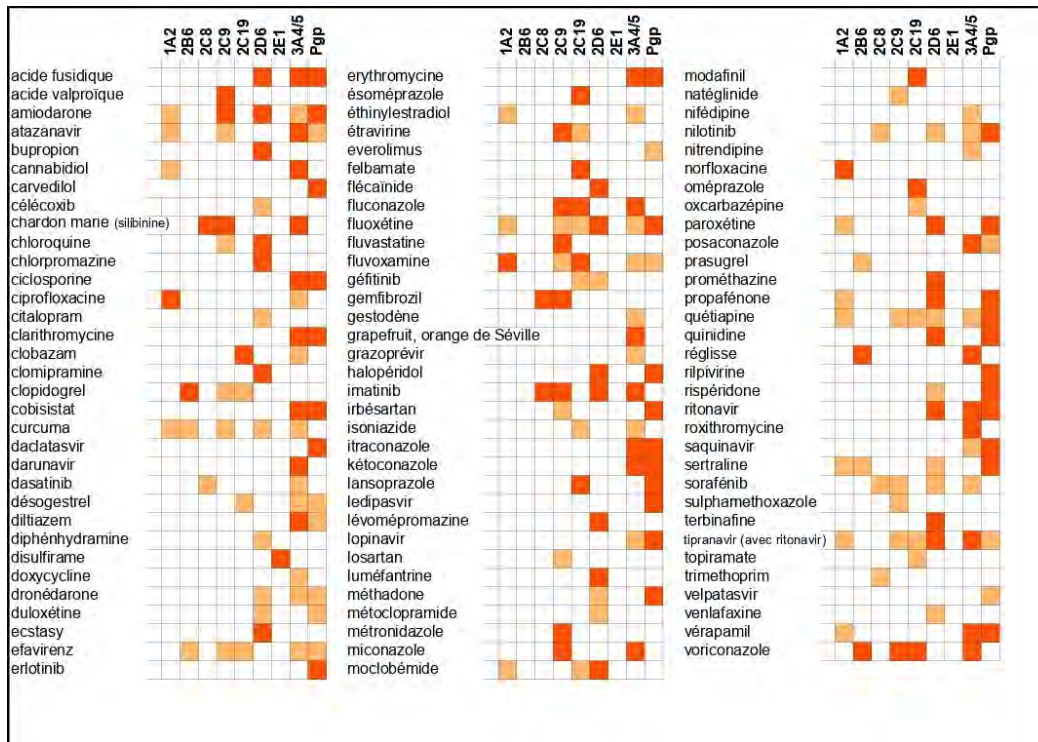 1A2 2B6 2C8 2C9 2C19 2D6 2E1 3A4/5 Pgp
acide fusidique
acide valproïque
amiodarone
atazanavir
bupropion
cannabidiol
carvedilol
célécoxib
chardon mane (silibinine)
chloroquine
chlorpromazine
ciclosporine
ciprofloxacine
citalopram
clarithromycine
clobazam
clomipramine
clopidogrel
cobisistat
curcuma
daclatasvir
darunavir
dasatinib
désogestrel
diltiazem
diphénhydramine
disulfirame
doxycycline
dronédarone
duloxétine
ecstasy
efavirenz
erlotinib
1A2 2B6 2C8 2C9 2C19 2D6 2E1 3A4/5 Pgp
erythromycine
ésoméprazole
éthinylestradiol
étravirine
everolimus
felbamate
flécaïnide
fluconazole
fluoxétine
fluvastatine
fluvoxamine
géfitinib
gemfibrozil
gestodène
grapefruit, orange de Séville
grazoprévir
halopéridol
imatinib
irbésartan
isoniazide
itraconazole
kétoconazole
lansoprazole
ledipasvir
lévomépromazine
lopinavir
losartan
luméfantrine
méthadone
métoclopramide
métronidazole
miconazole
moclobémide
1A2 2B6 2C8 2C9 2C19 2D6 2E1 3A4/5 Pgp
modafinil
natéglinide
nifédipine
nilotinib
nitrendipine
norfloxacine
oméprazole
oxcarbazépine
paroxétine
posaconazole
prasugrel
prométhazine
propafénone
quétiapine
quinidine
réglisse
rilpivirine
rispéridone
ritonavir
roxithromycine
saquinavir
sertraline
sorafénib
sulphamethoxazole
terbinafine
tipranavir (avec ritonavir)
topiramate
trimethoprim
velpatasvir
venlafaxine
vérapamil
voriconazole